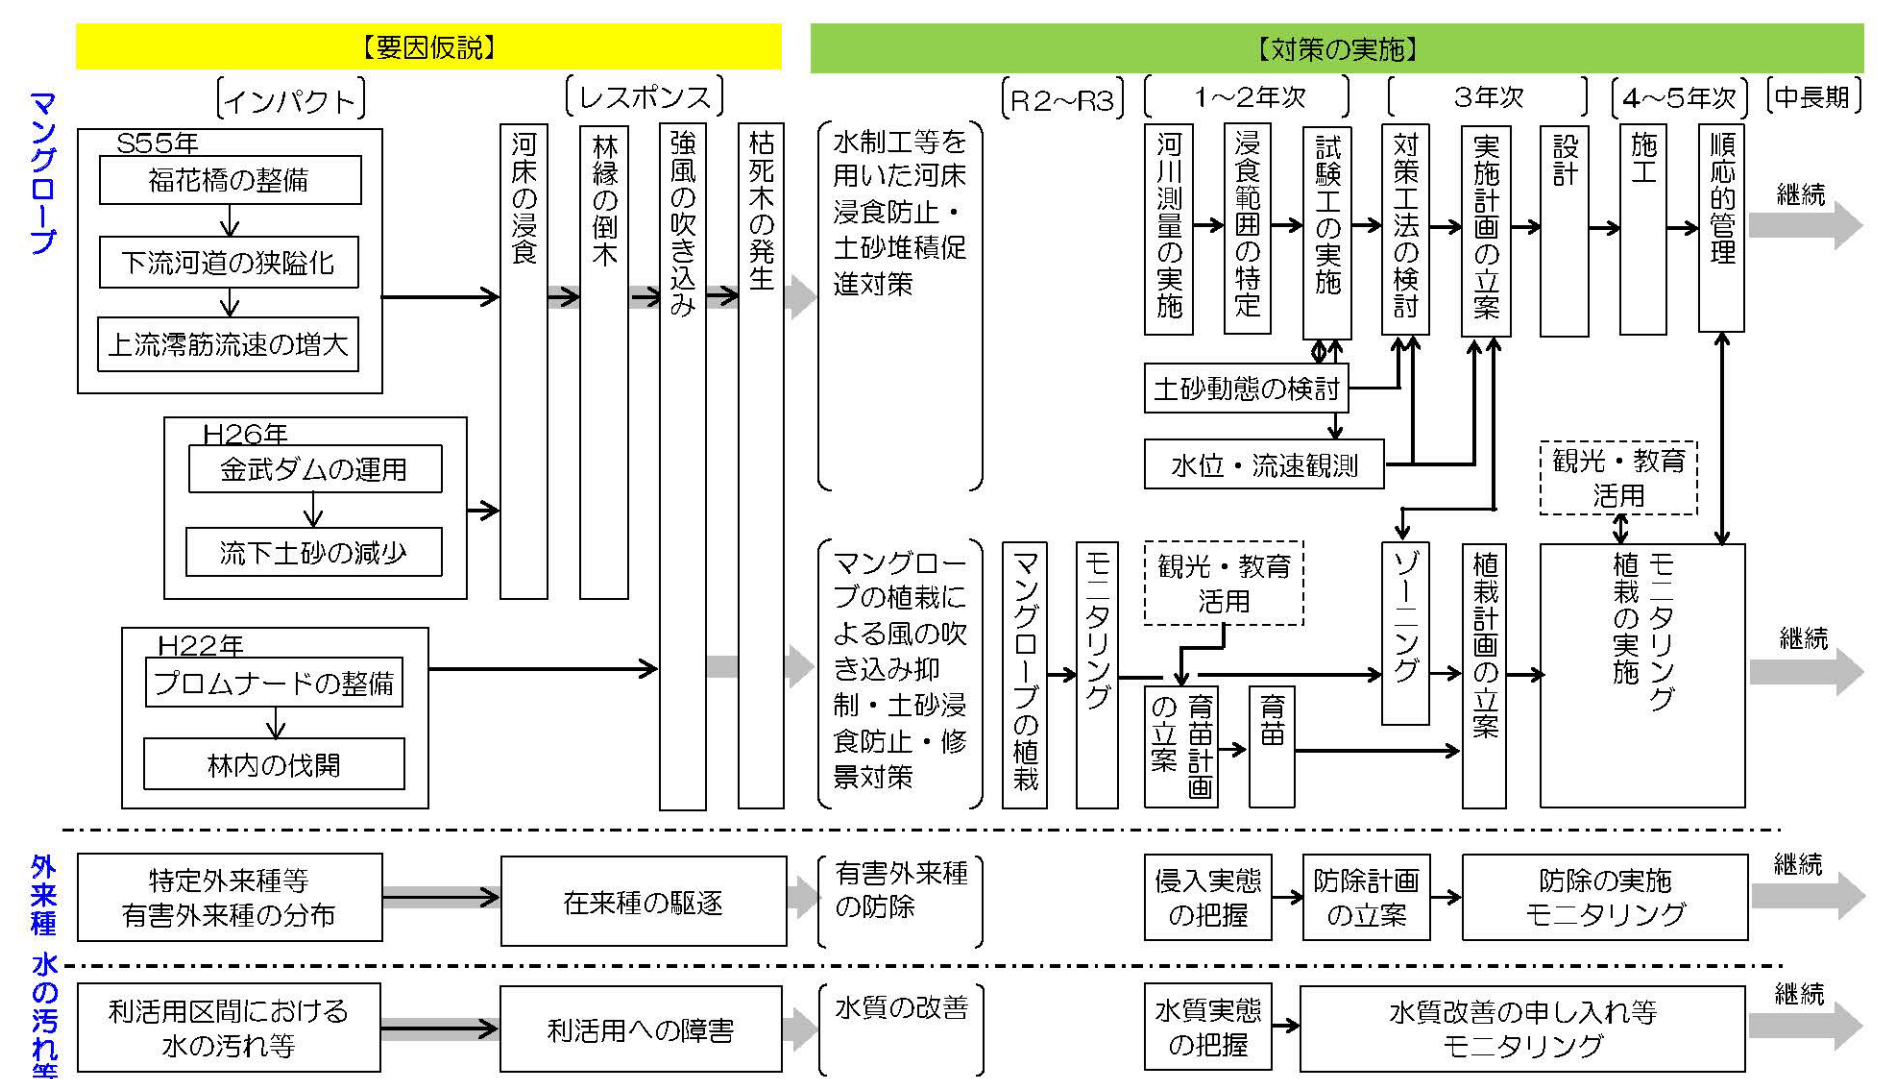 【要因仮説】
【対策の実施】
[インパクト]
[レスポンス]
[R2~R3]
[1~2年次]
[3年次]
[4~5年次]
[中長期]
マングローブ
S55年
福花橋の整備
下流河道の狭隘化
上流澪筋流速の増大
H26年
金武ダムの運用
流下土砂の減少
H22年
プロムナードの整備
林内の伐開
河床の浸食
林縁の倒木
強風の吹き込み
枯死木の発生
水制工等を
用いた河床
浸食防止・
土砂堆積促
進対策
河川測量の実施
浸食範囲の特定
試験工の実施
対策工法の検討
実施計画の立案
設計
施工
順応的管理
継続
土砂動態の検討
水位・流速観測
観光・教育
活用
マングロー
ブの植栽に
よる風の吹
き込み抑
制・土砂浸
食防止・修
景対策
マングローブの植栽
モニタリング
観光・教育
活用
育苗計画
の立案
育苗
ゾーニング
植栽計画の立案
モニタリング
植栽の実施
継続
外来種
特定外来種等
有害外来種の分布
在来種の駆逐
有害外来種
の防除
侵入実態
の把握
防除計画
の立案
防除の実施
モニタリング
継続
水の汚れ等
利活用区間における
水の汚れ等
利活用への障害
水質の改善
水質実態
の把握
水質改善の申し入れ等
モニタリング
継続